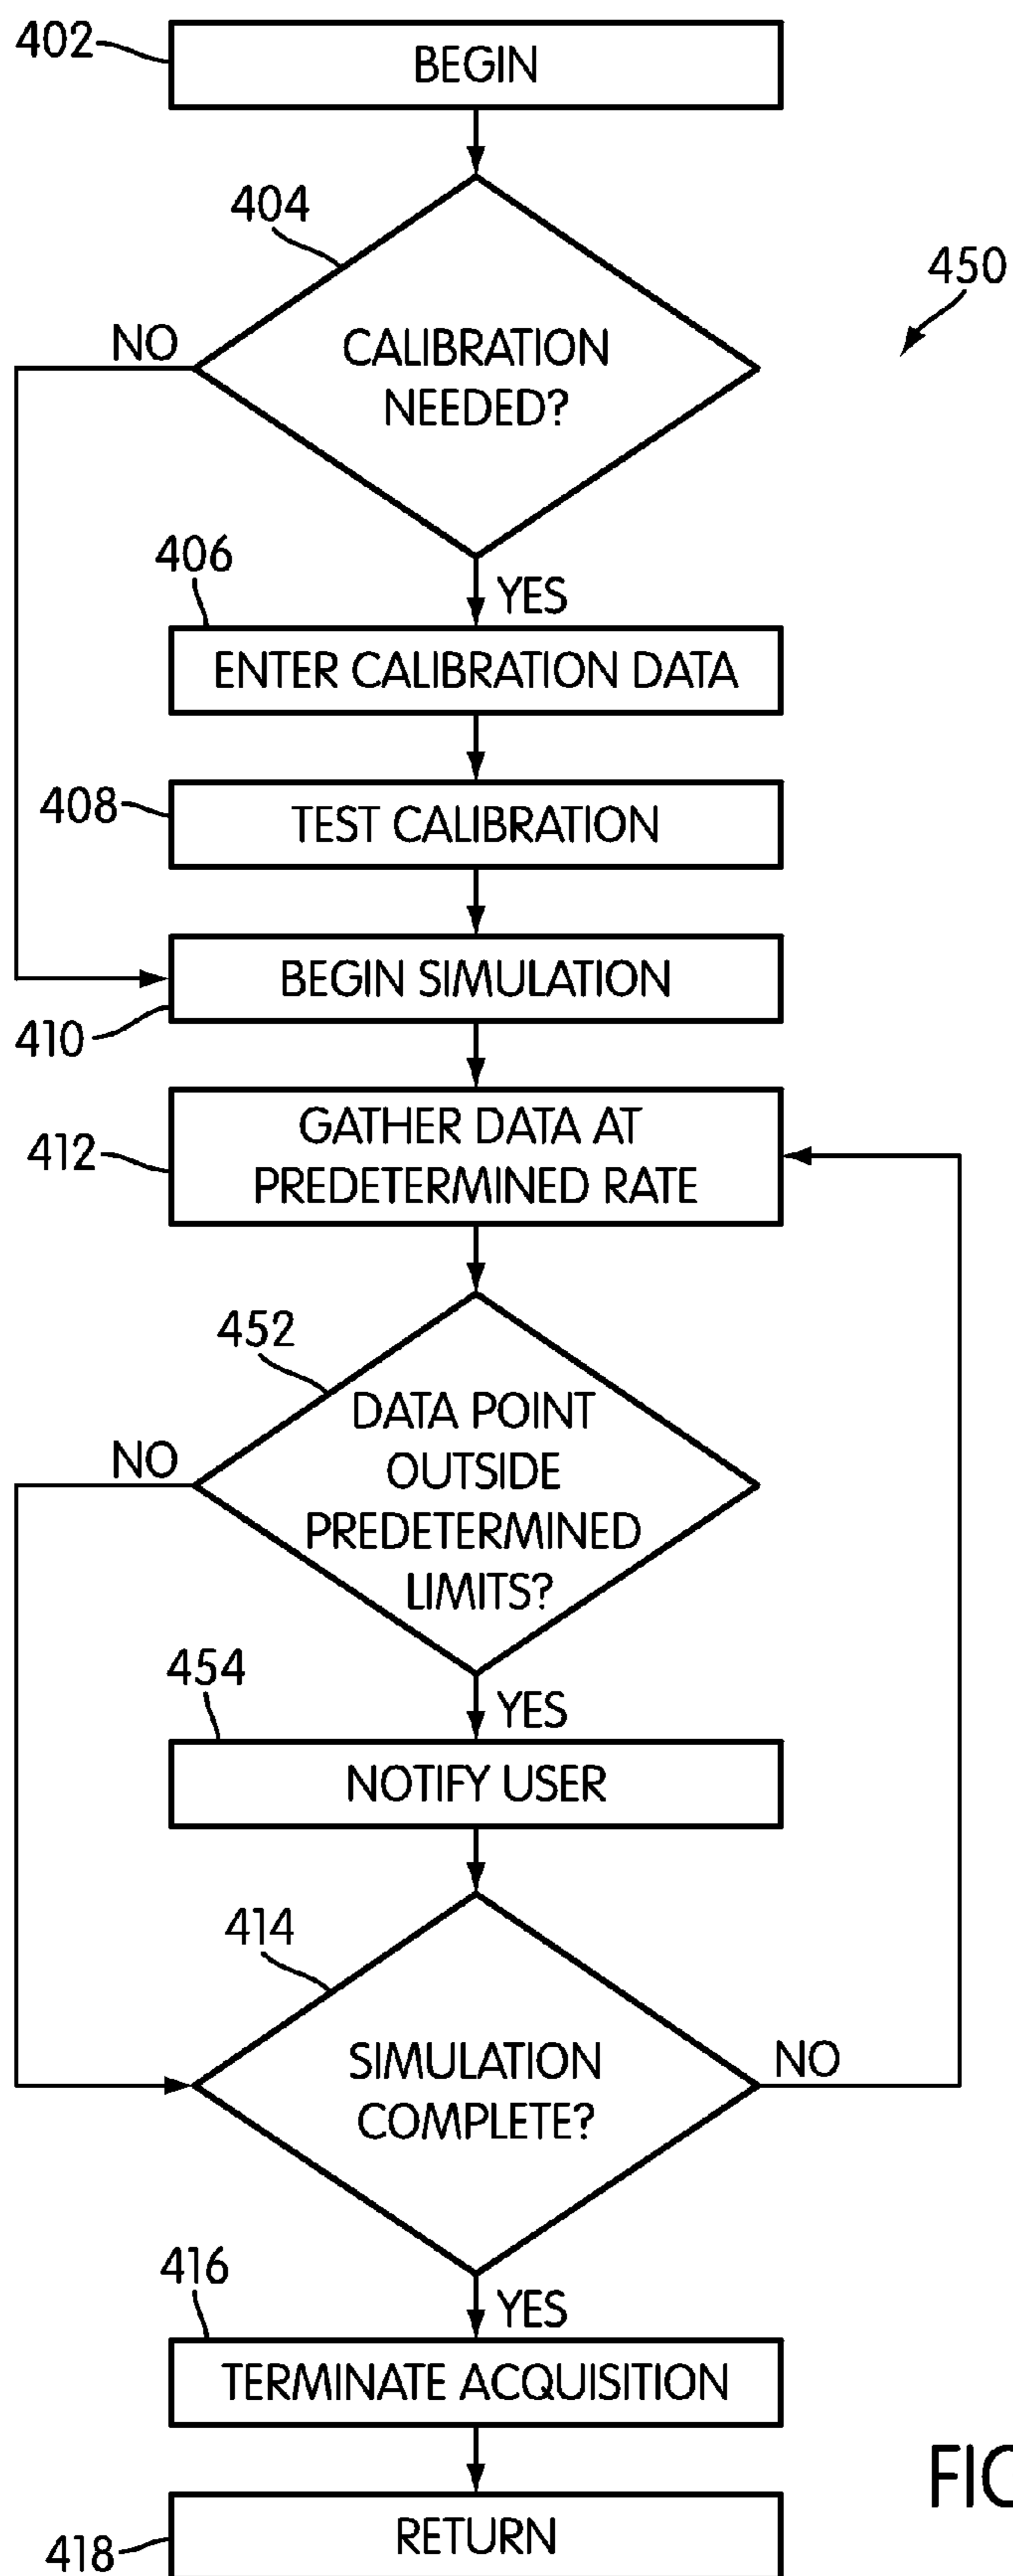 402
BEGIN
404
450
NO
CALIBRATION
NEEDED?
406
YES
ENTER CALIBRATION DATA
408
TEST CALIBRATION
BEGIN SIMULATION
410
GATHER DATA AT
412
PREDETERMINED RATE
452
DATA POINT
NO
OUTSIDE
PREDETERMINED
LIMITS?
454
YES
NOTIFY USER
414
SIMULATION
NO
COMPLETE?
416
YES
TERMINATE ACQUISITION
RETURN
418